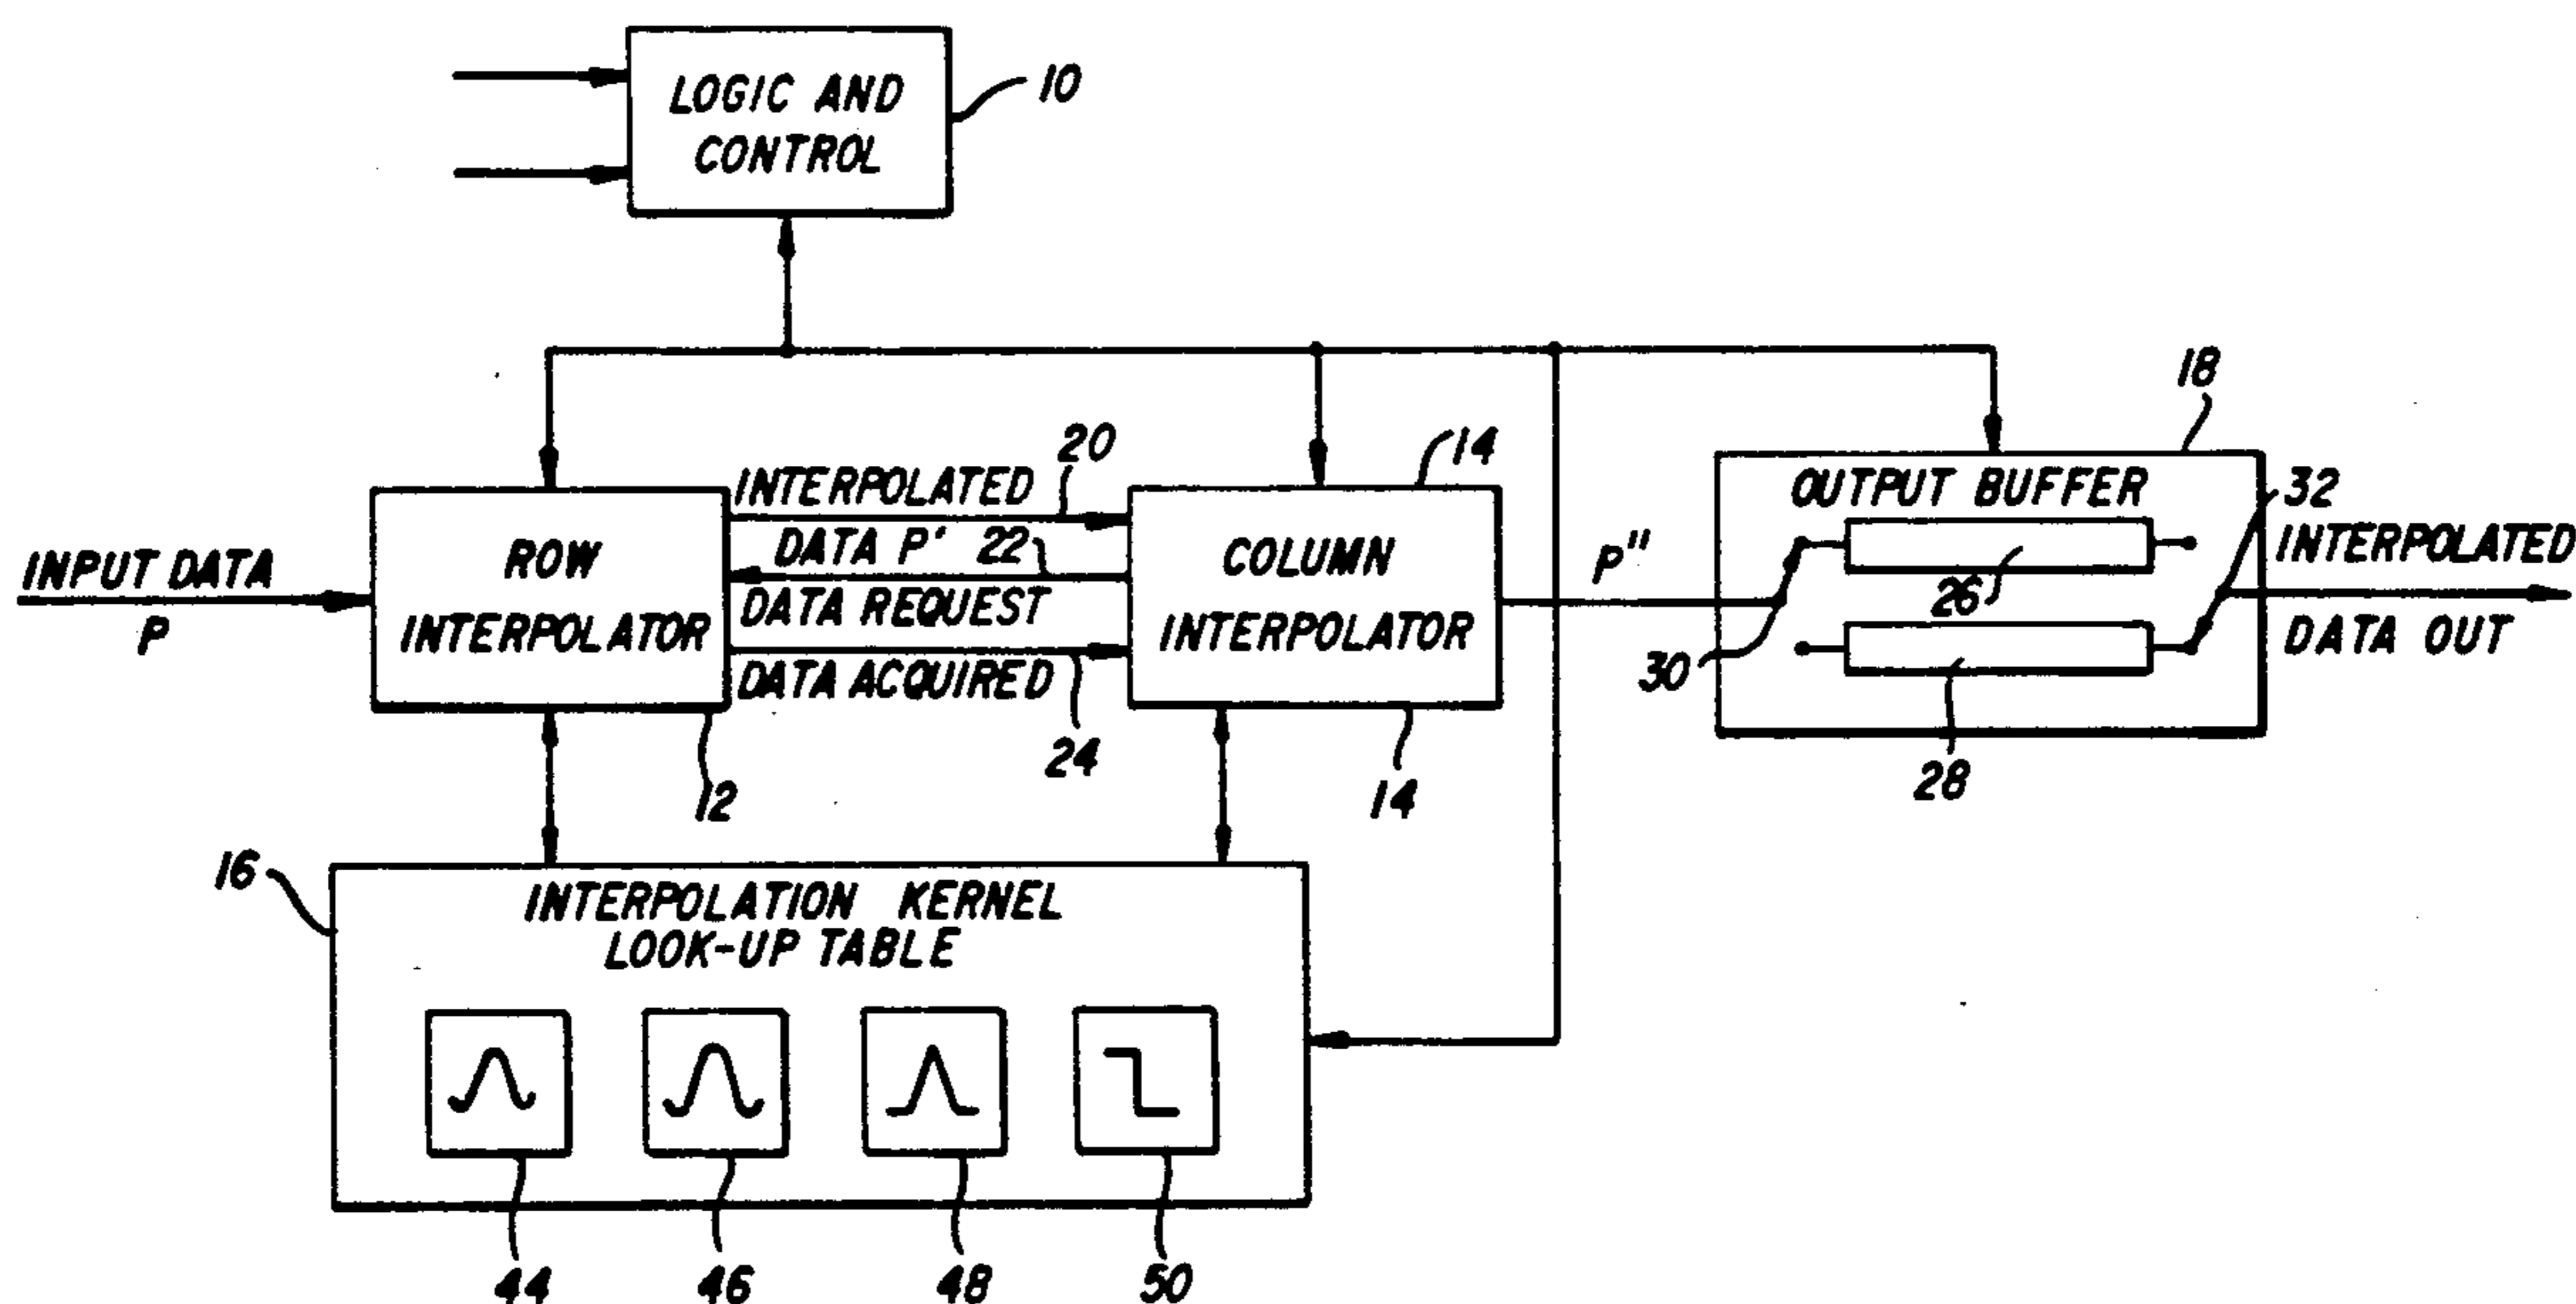 LOGIC AND
CONTROL
10
18
20
14
INTERPOLATED
OUTPUT BUFFER
32
INPUT DATA
P
ROW
INTERPOLATOR
DATA P' 22
DATA REQUEST
DATA ACQUIRED
COLUMN
INTERPOLATOR
P"
26
INTERPOLATED
DATA OUT
30
24
28
12
14
16
INTERPOLATION KERNEL
LOOK-UP TABLE
44
46
48
50